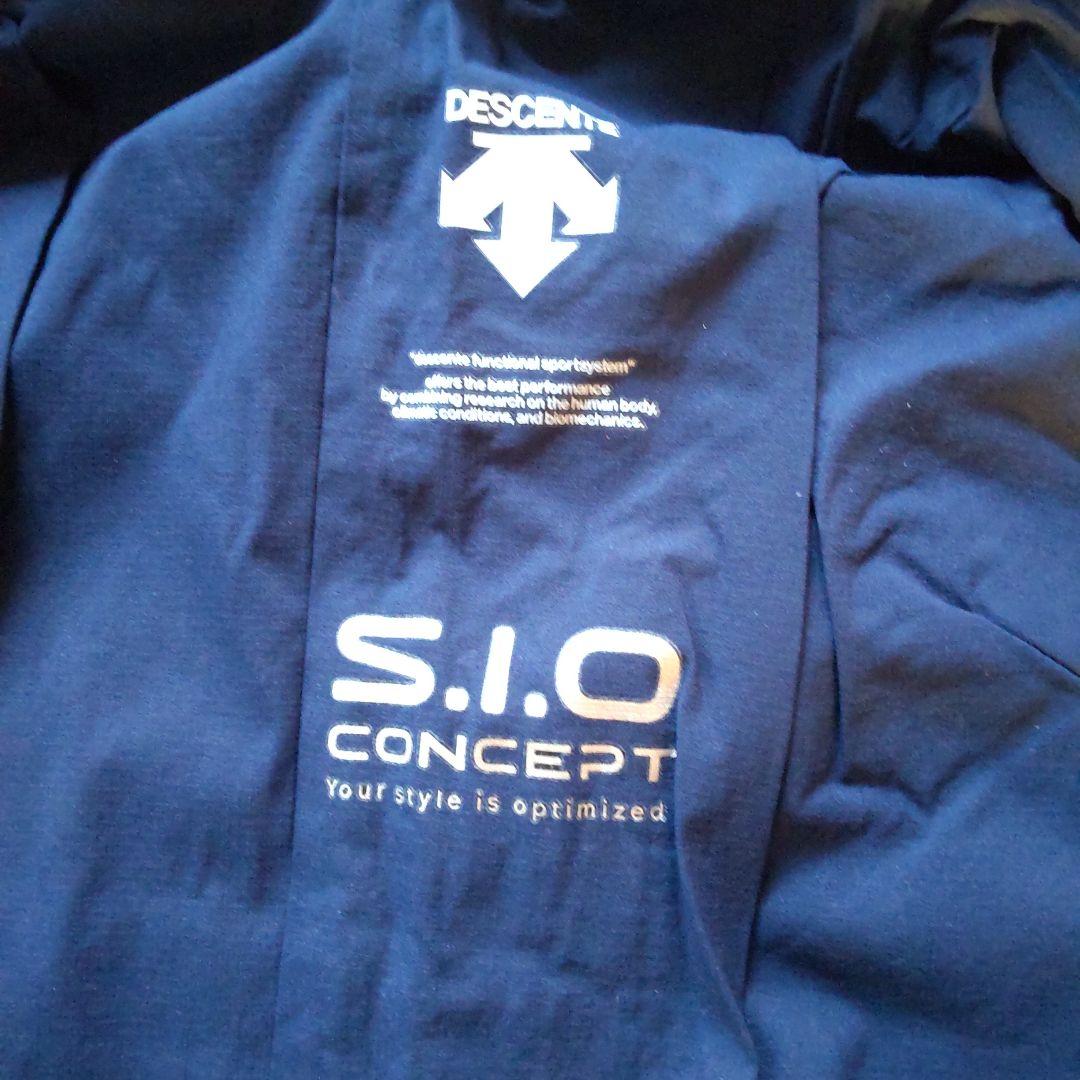 DESCENTE
"descente functional sportsystem"
offers the best performance
by combining research on the human body,
climatic conditions, and biomechanics.
S.I.O
CONCEPT
Your style is optimized